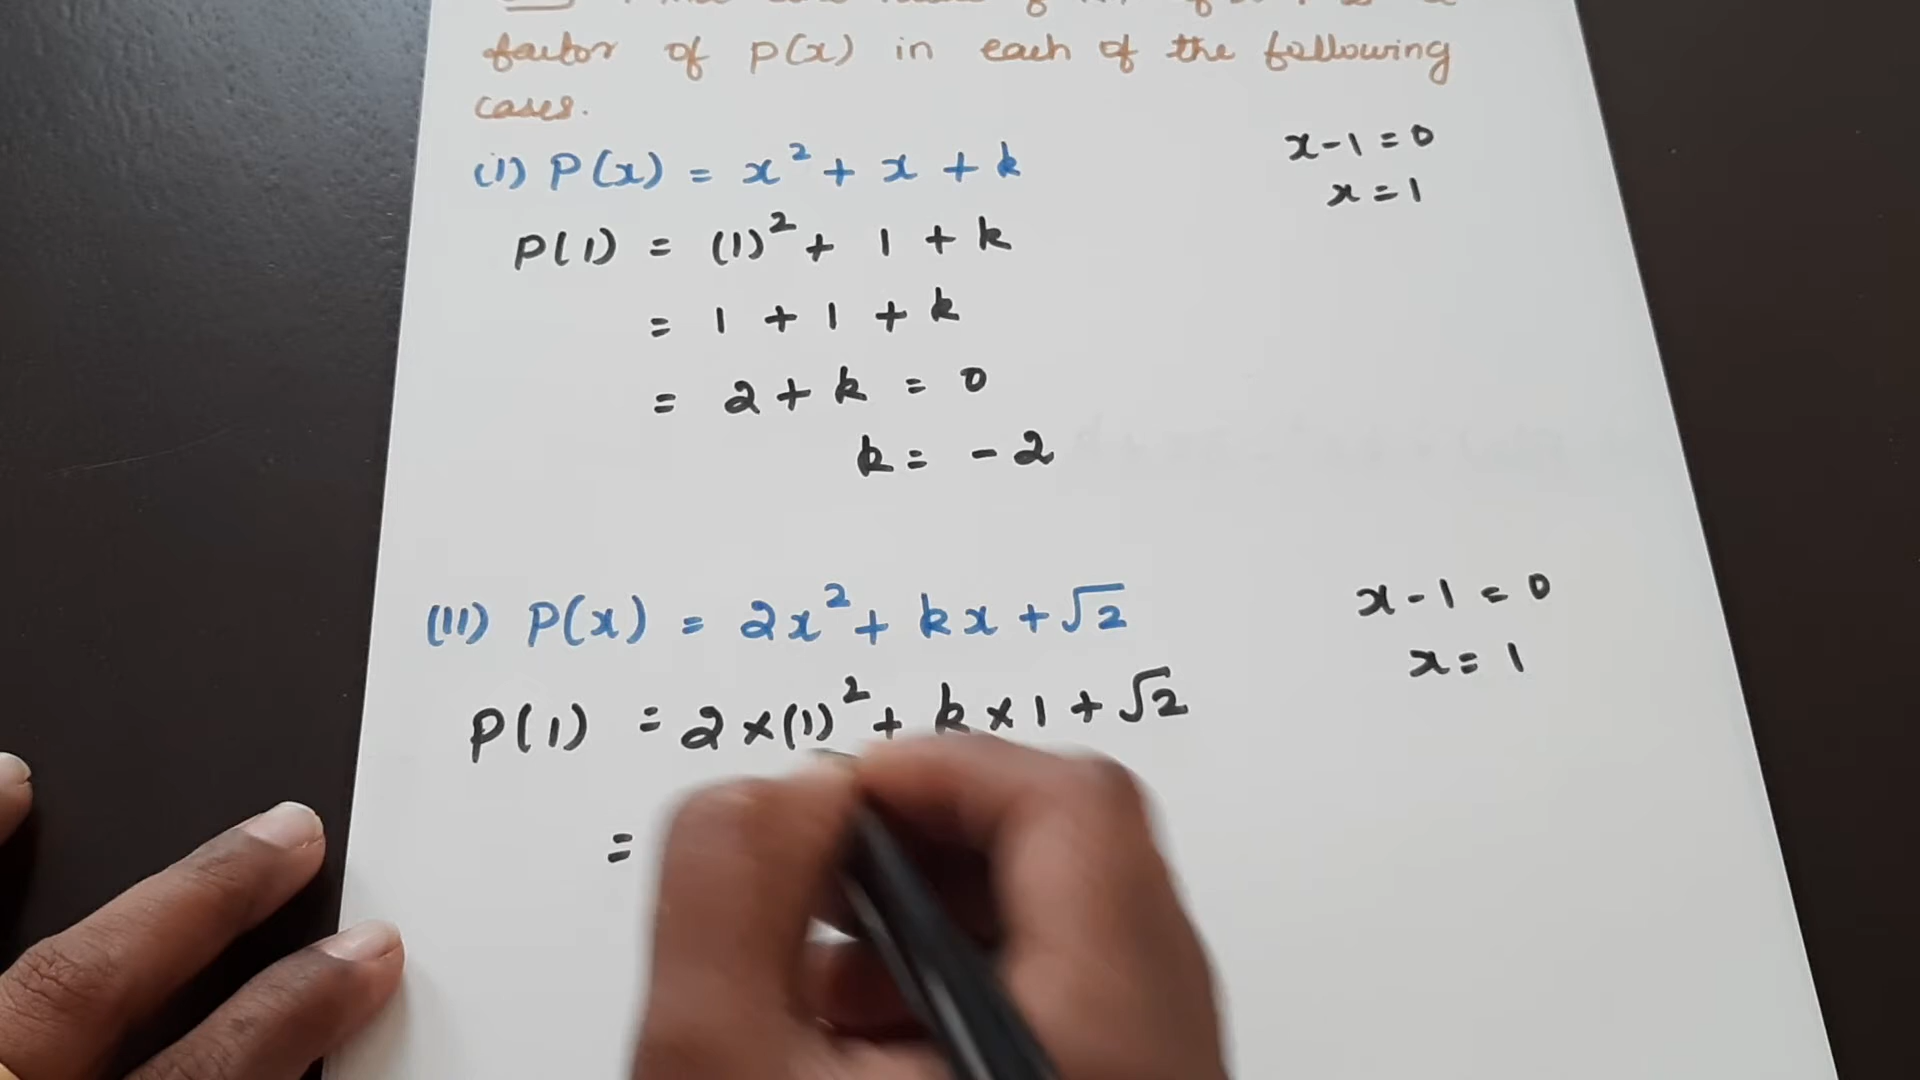 factor of p(x) in each of the following
cases.
(i) P(x) = x² + x + k
x-1 = 0
x = 1
P(1) = (1)² + 1 + k
= 1 + 1 + k
= 2 + k = 0
k = -2
(ii) P(x) = 2x² + kx + √2
x - 1 = 0
x = 1
P(1) = 2 × (1)² + k × 1 + √2
=